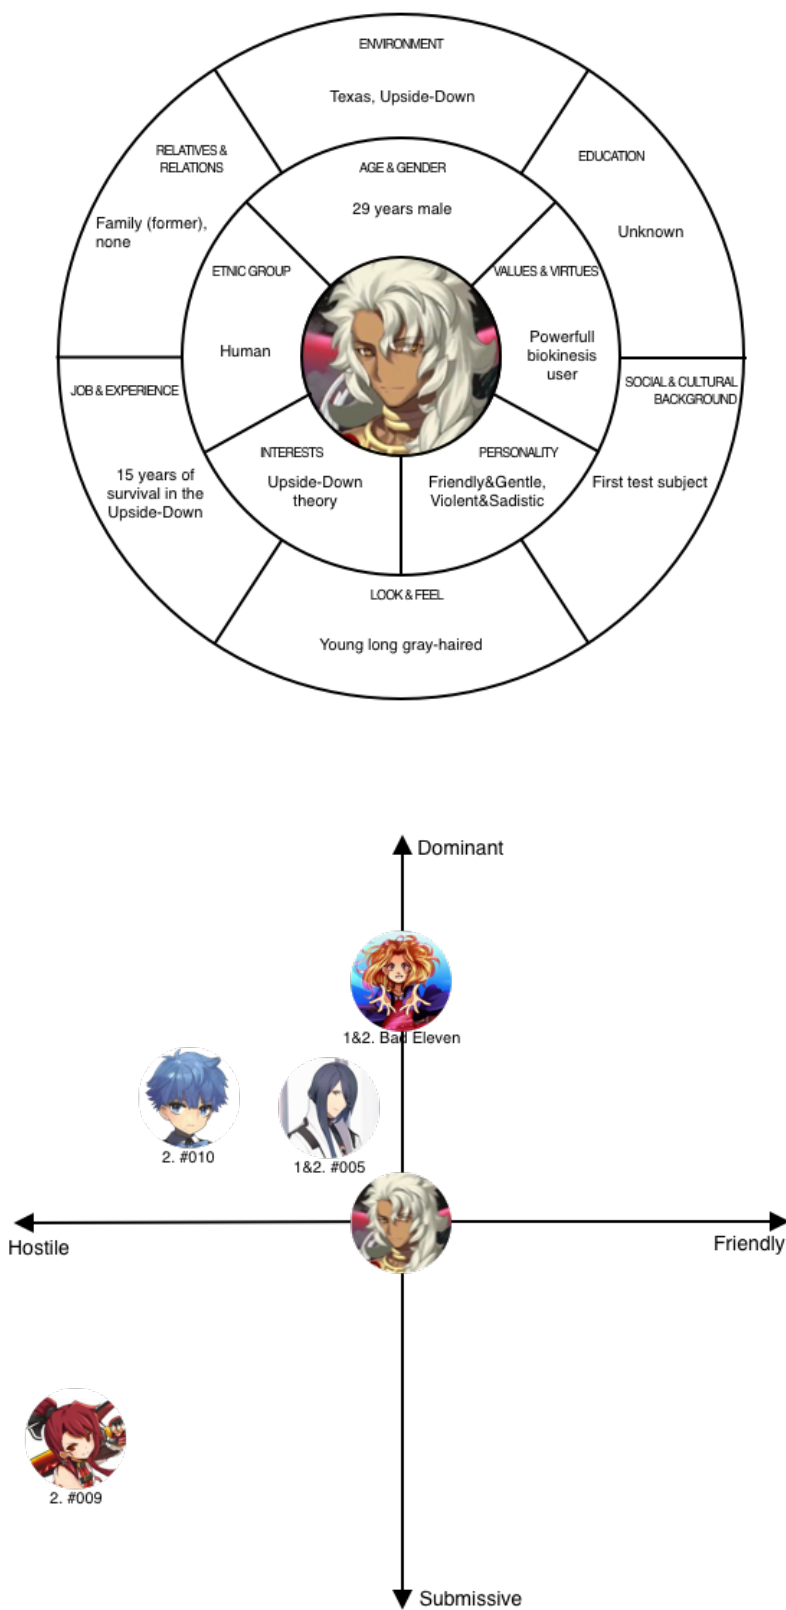 ENVIRONMENT
Texas, Upside-Down
RELATIVES &
RELATIONS
Family (former),
none
AGE & GENDER
29 years male
EDUCATION
Unknown
ETNIC GROUP
Human
VALUES & VIRTUES
Powerfull
biokinesis
user
JOB & EXPERIENCE
15 years of
survival in the
Upside-Down
INTERESTS
Upside-Down
theory
PERSONALITY
Friendly&Gentle,
Violent&Sadistic
SOCIAL & CULTURAL
BACKGROUND
First test subject
LOOK & FEEL
Young long gray-haired
Dominant
1&2. Bad Eleven
2. #010
1&2. #005
Hostile
Friendly
2. #009
Submissive